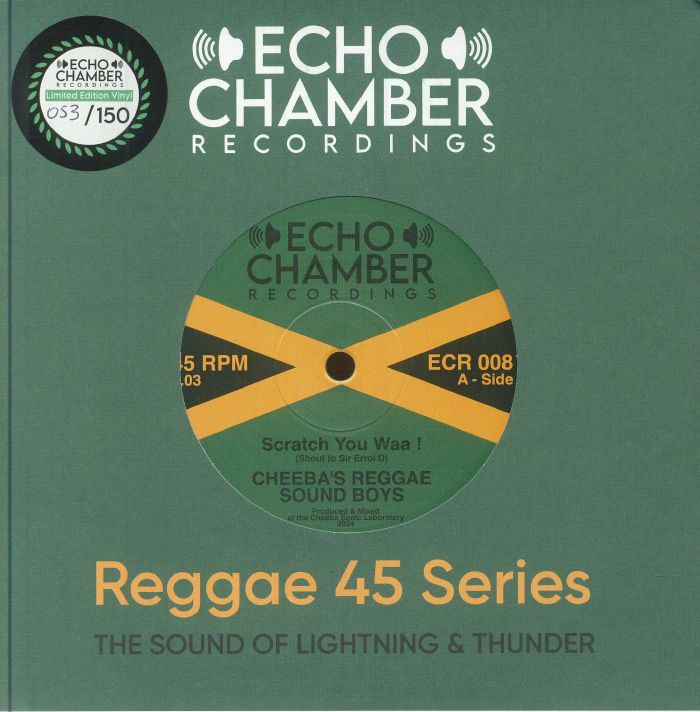 ECHO
CHAMBER
RECORDINGS
Limited Edition Vinyl
053/150
ECHO
CHAMBER
RECORDINGS
ECHO
CHAMBER
RECORDINGS
45 RPM
.03
ECR 008
A - Side
Scratch You Waa !
(Shout to Sir Errol D)
CHEEBA'S REGGAE
SOUND BOYS
Produced & Mixed
at the Cheeba Sonic Laboratory
2024
Reggae 45 Series
THE SOUND OF LIGHTNING & THUNDER